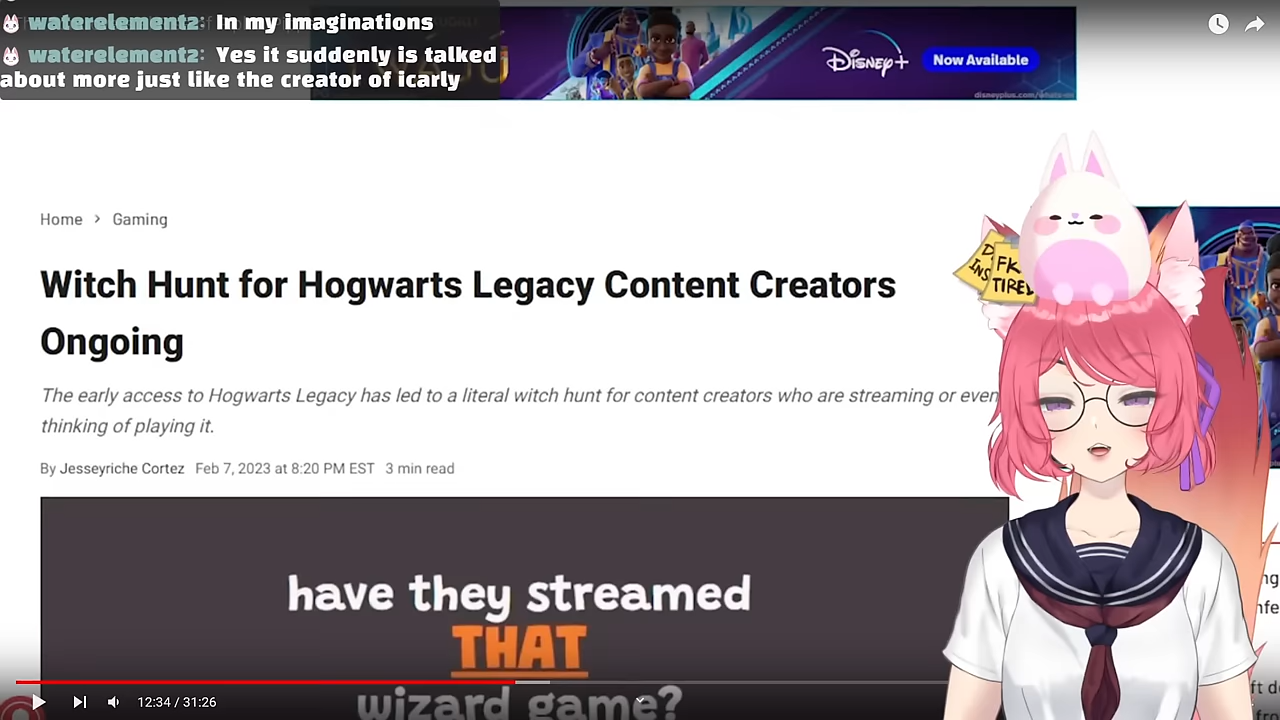 waterelement2: In my imaginations
waterelement2: Yes it suddenly is talked
about more just like the creator of icarly
Disney+
Now Available
Home > Gaming
Witch Hunt for Hogwarts Legacy Content Creators
Ongoing
The early access to Hogwarts Legacy has led to a literal witch hunt for content creators who are streaming or even
thinking of playing it.
By Jesseyriche Cortez Feb 7, 2023 at 8:20 PM EST 3 min read
FK
TIRED
have they streamed
THAT
wizard game?
12:34 / 31:26